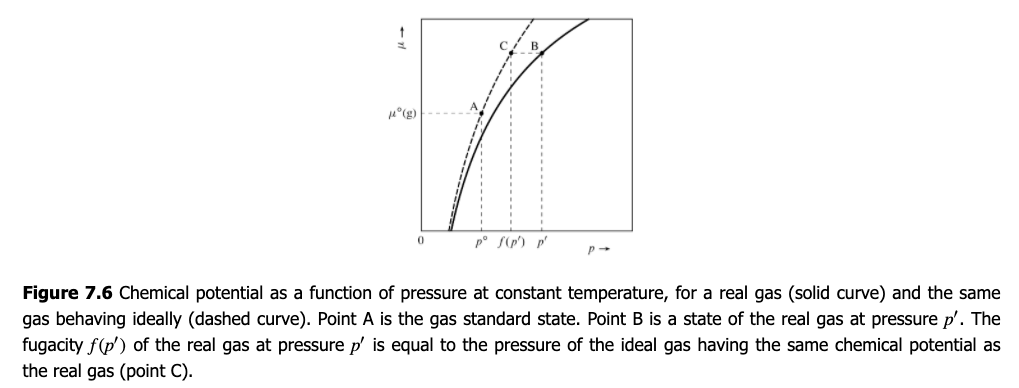 μ →
C
B
A
μ°(g)
0
p° f(p′) p′
p →
Figure 7.6 Chemical potential as a function of pressure at constant temperature, for a real gas (solid curve) and the same
gas behaving ideally (dashed curve). Point A is the gas standard state. Point B is a state of the real gas at pressure p′. The
fugacity f(p′) of the real gas at pressure p′ is equal to the pressure of the ideal gas having the same chemical potential as
the real gas (point C).